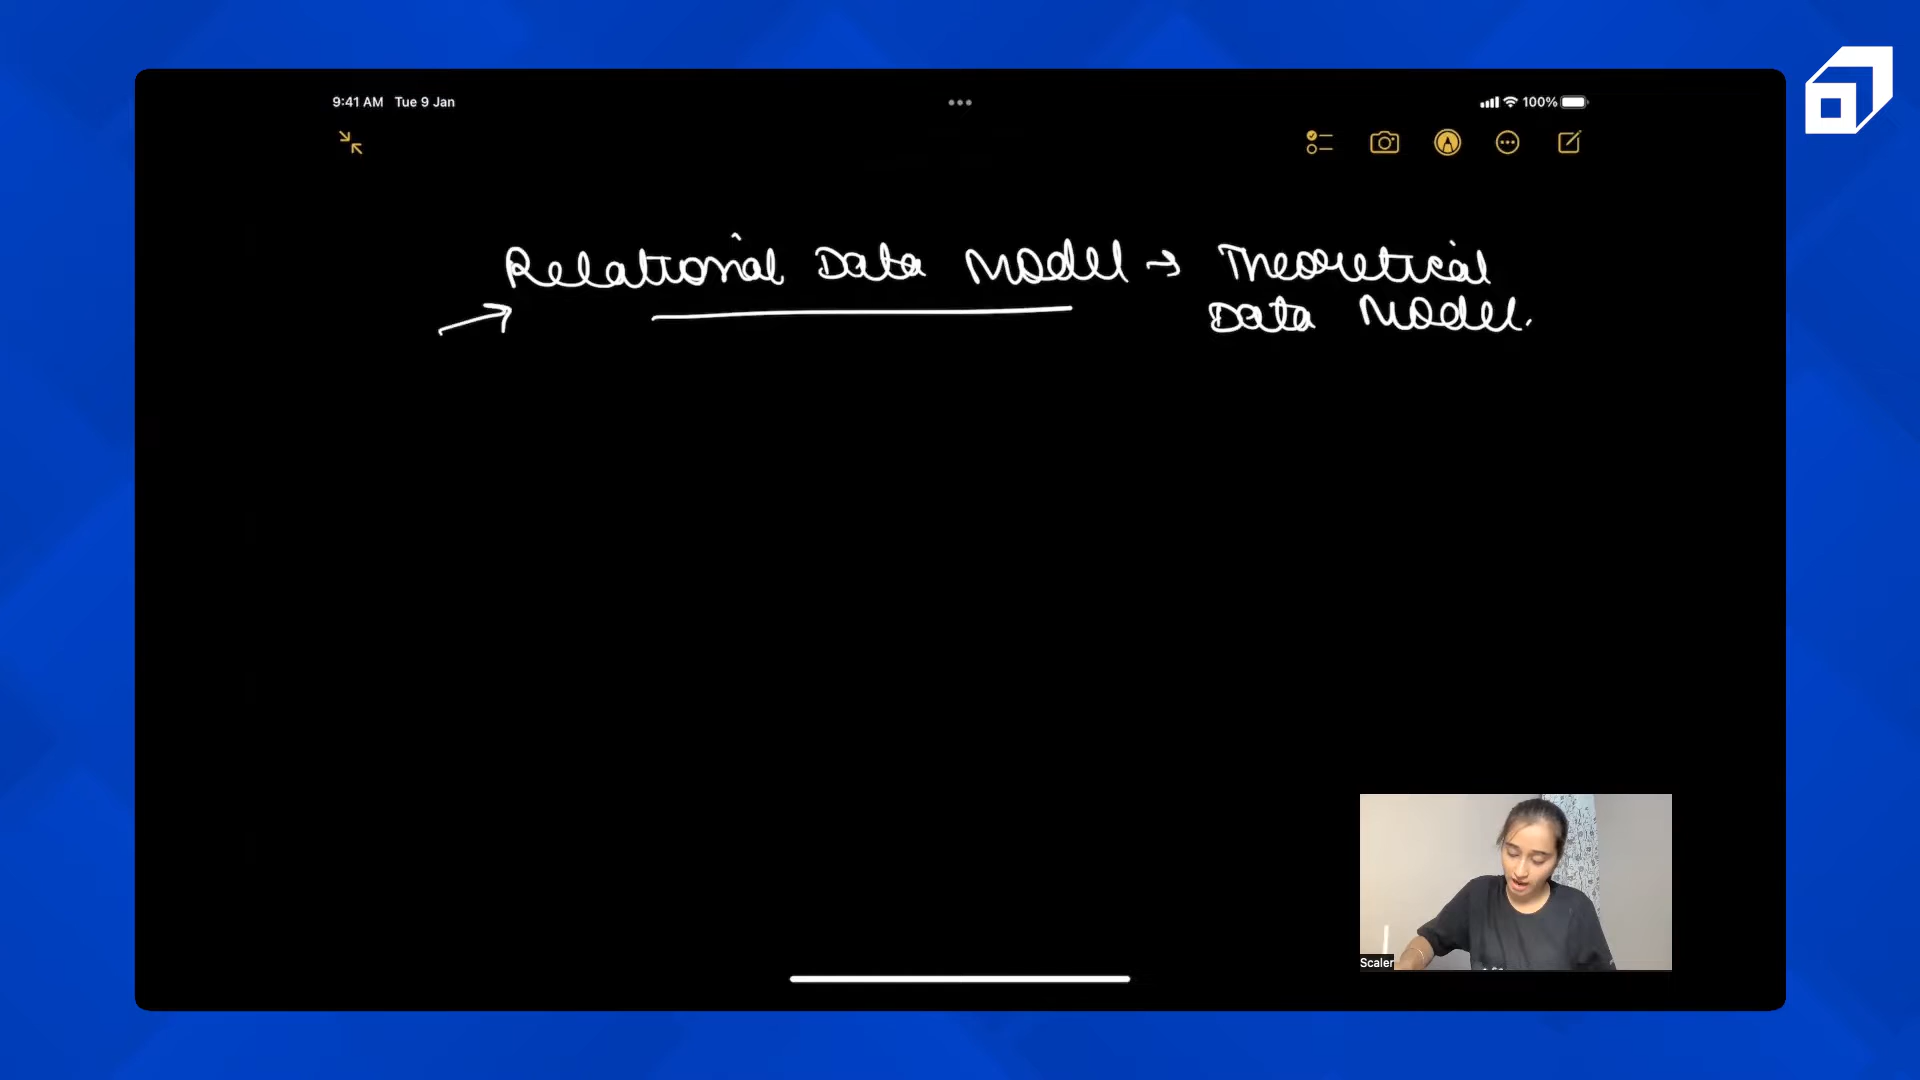 9:41 AM Tue 9 Jan
100%
Relational Data Model → Theoretical
Data Model.
Scaler